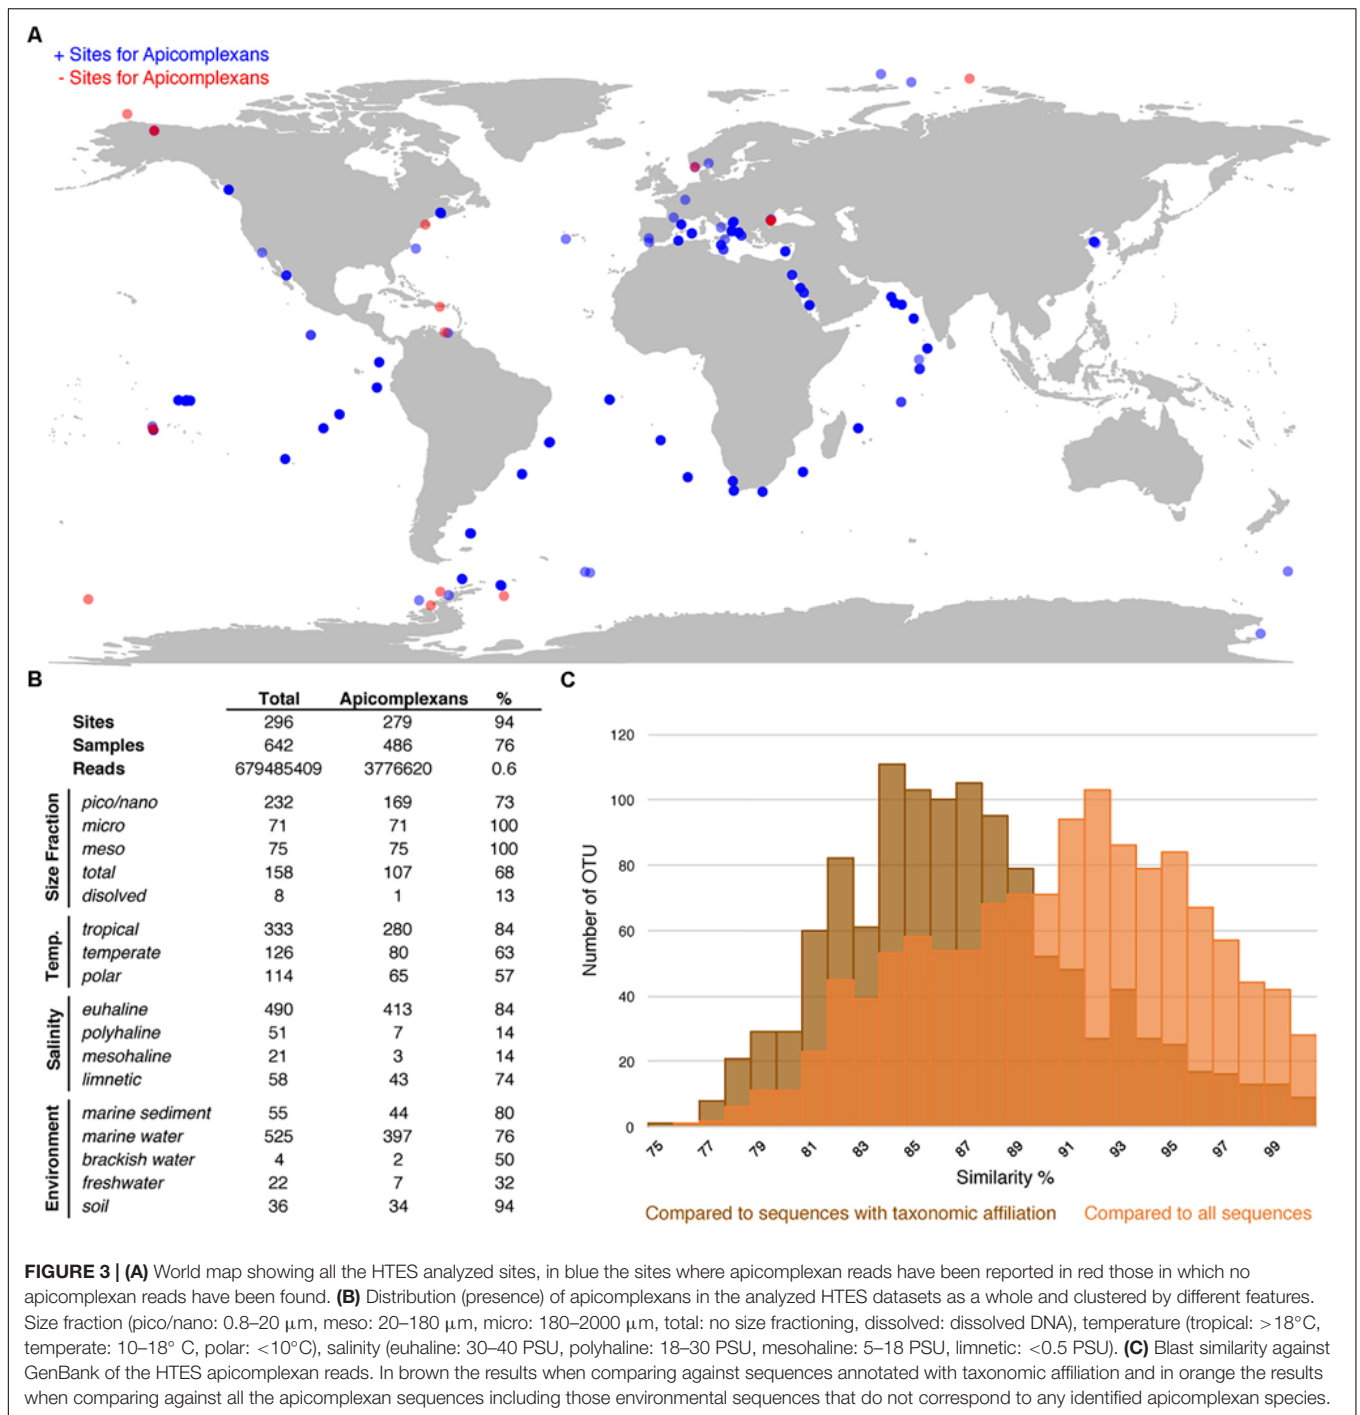 A
+ Sites for Apicomplexans
- Sites for Apicomplexans
B
Total Apicomplexans %
Sites 296 279 94
Samples 642 486 76
Reads 679485409 3776620 0.6
Size Fraction
pico/nano 232 169 73
micro 71 71 100
meso 75 75 100
total 158 107 68
disolved 8 1 13
Temp.
tropical 333 280 84
temperate 126 80 63
polar 114 65 57
Salinity
euhaline 490 413 84
polyhaline 51 7 14
mesohaline 21 3 14
limnetic 58 43 74
Environment
marine sediment 55 44 80
marine water 525 397 76
brackish water 4 2 50
freshwater 22 7 32
soil 36 34 94
C
Number of OTU
120
100
80
60
40
20
0
75 77 79 81 83 85 87 89 91 93 95 97 99
Similarity %
Compared to sequences with taxonomic affiliation Compared to all sequences
FIGURE 3 | (A) World map showing all the HTES analyzed sites, in blue the sites where apicomplexan reads have been reported in red those in which no
apicomplexan reads have been found. (B) Distribution (presence) of apicomplexans in the analyzed HTES datasets as a whole and clustered by different features.
Size fraction (pico/nano: 0.8–20 μm, meso: 20–180 μm, micro: 180–2000 μm, total: no size fractioning, dissolved: dissolved DNA), temperature (tropical: >18°C,
temperate: 10–18° C, polar: <10°C), salinity (euhaline: 30–40 PSU, polyhaline: 18–30 PSU, mesohaline: 5–18 PSU, limnetic: <0.5 PSU). (C) Blast similarity against
GenBank of the HTES apicomplexan reads. In brown the results when comparing against sequences annotated with taxonomic affiliation and in orange the results
when comparing against all the apicomplexan sequences including those environmental sequences that do not correspond to any identified apicomplexan species.